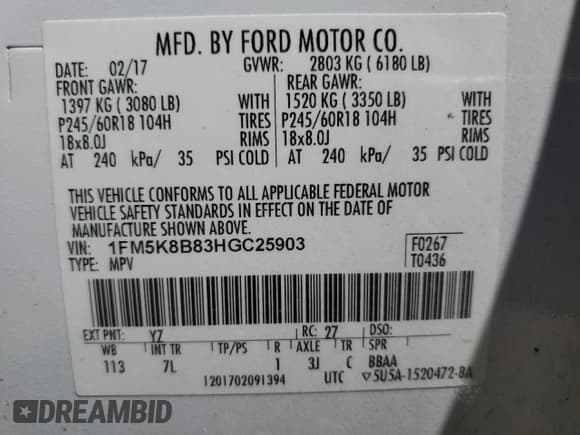 MFD. BY FORD MOTOR CO.
DATE: 02/17 GVWR: 2803 KG ( 6180 LB)
FRONT GAWR: REAR GAWR:
1397 KG ( 3080 LB) WITH 1520 KG ( 3350 LB) WITH
P245/60R18 104H TIRES P245/60R18 104H TIRES
18x8.0J RIMS 18x8.0J RIMS
AT 240 kPa/ 35 PSI COLD AT 240 kPa/ 35 PSI COLD
THIS VEHICLE CONFORMS TO ALL APPLICABLE FEDERAL MOTOR
VEHICLE SAFETY STANDARDS IN EFFECT ON THE DATE OF
MANUFACTURE SHOWN ABOVE.
VIN: 1FM5K8B83HGC25903 F0267
TYPE: MPV T0436
EXT PNT: YZ RC: 27 DSO:
WB INT TR TP/PS R AXLE TR SPR
113 7L 1 3J C BBAA
1201702091394 UTC ▽5U5A-1520472-BA
DREAMBID